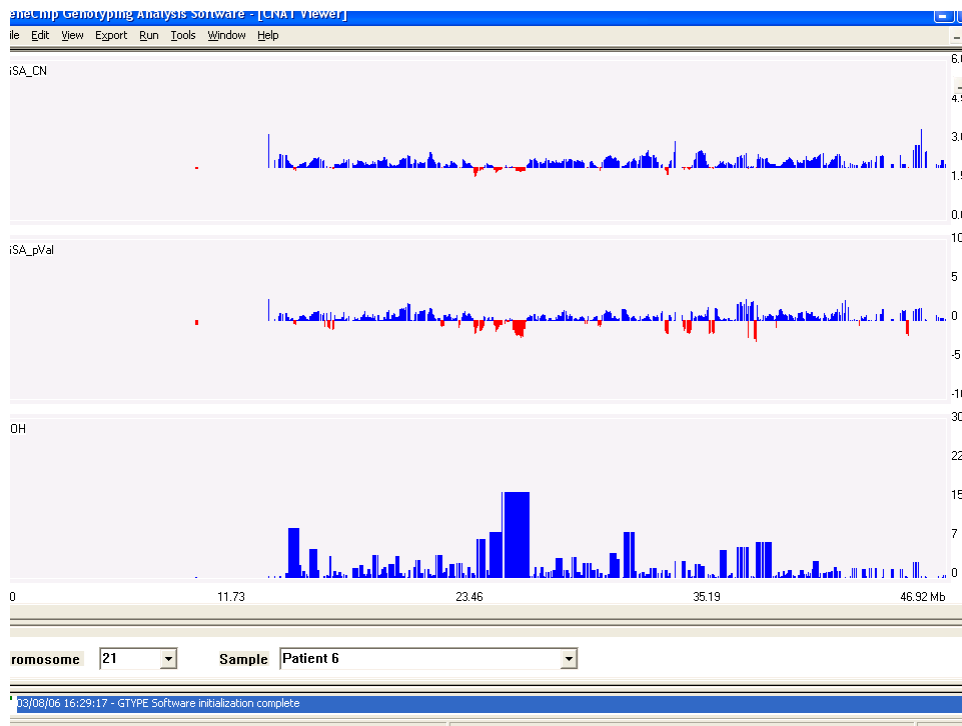 eneChip Genotyping Analysis Software - [CNAT Viewer]
ile Edit View Export Run Tools Window Help
SA_CN
6.0
4.5
3.0
1.5
0.0
SA_pVal
10
5
0
-5
-10
OH
30
22
15
7
0
0 11.73 23.46 35.19 46.92 Mb
romosome 21 Sample Patient 6
03/08/06 16:29:17 - GTYPE Software initialization complete